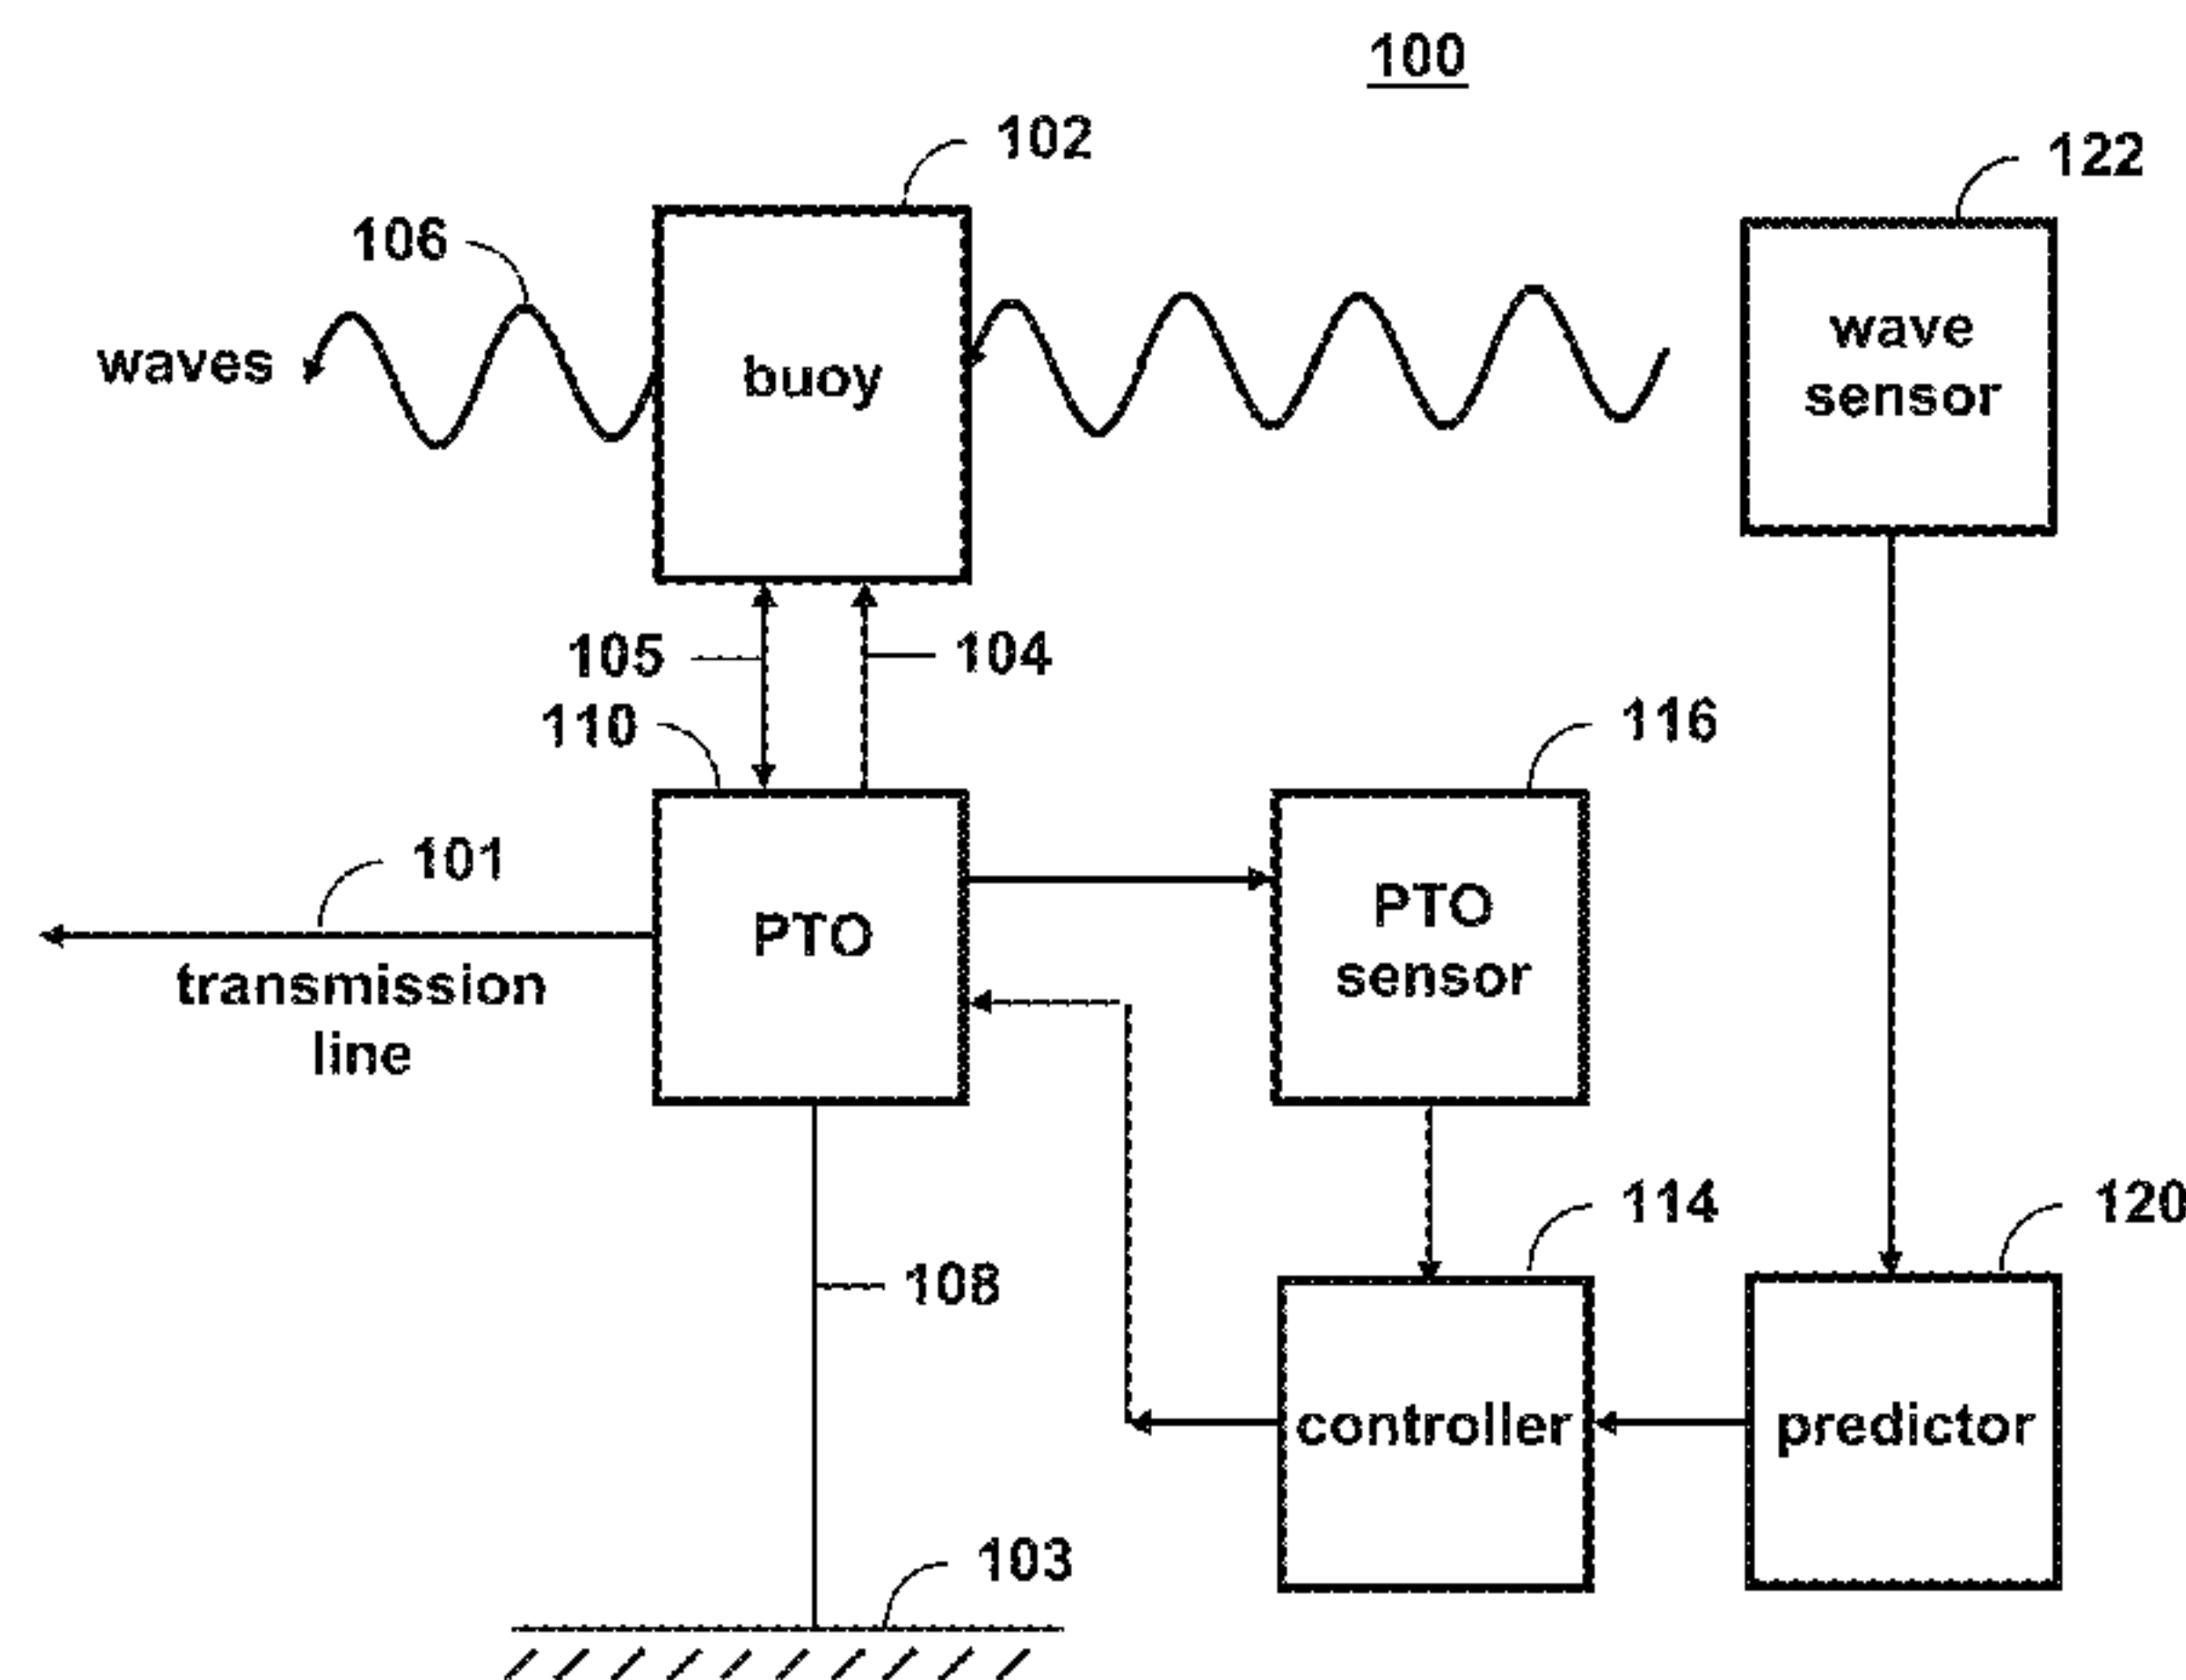 100
102
122
106
waves
buoy
wave
sensor
105
104
110
116
101
PTO
PTO
sensor
transmission
line
114
120
108
controller
predictor
103